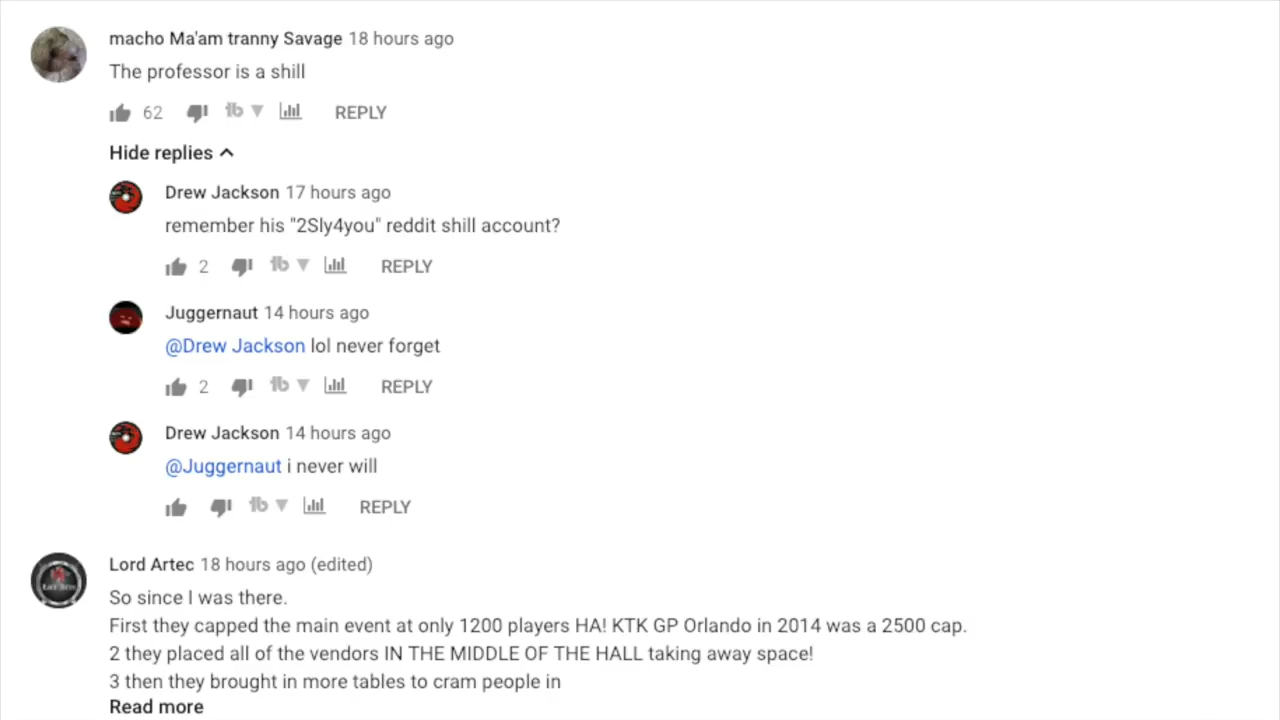 macho Ma'am tranny Savage 18 hours ago
The professor is a shill
62 REPLY
Hide replies
Drew Jackson 17 hours ago
remember his "2Sly4you" reddit shill account?
2 REPLY
Juggernaut 14 hours ago
@Drew Jackson lol never forget
2 REPLY
Drew Jackson 14 hours ago
@Juggernaut i never will
REPLY
Lord Artec 18 hours ago (edited)
So since I was there.
First they capped the main event at only 1200 players HA! KTK GP Orlando in 2014 was a 2500 cap.
2 they placed all of the vendors IN THE MIDDLE OF THE HALL taking away space!
3 then they brought in more tables to cram people in
Read more